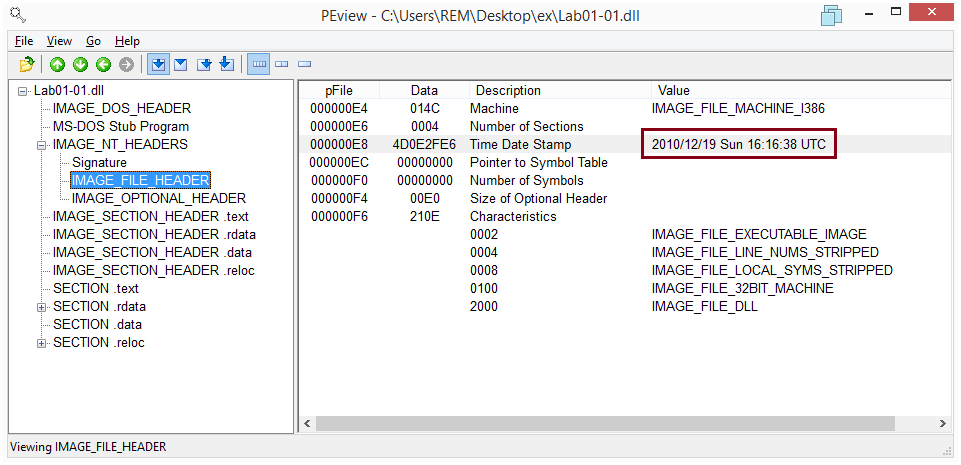 PEview - C:\Users\REM\Desktop\ex\Lab01-01.dll
File View Go Help
Lab01-01.dll
IMAGE_DOS_HEADER
MS-DOS Stub Program
IMAGE_NT_HEADERS
Signature
IMAGE_FILE_HEADER
IMAGE_OPTIONAL_HEADER
IMAGE_SECTION_HEADER .text
IMAGE_SECTION_HEADER .rdata
IMAGE_SECTION_HEADER .data
IMAGE_SECTION_HEADER .reloc
SECTION .text
SECTION .rdata
SECTION .data
SECTION .reloc
pFile Data Description Value
000000E4 014C Machine IMAGE_FILE_MACHINE_I386
000000E6 0004 Number of Sections
000000E8 4D0E2FE6 Time Date Stamp 2010/12/19 Sun 16:16:38 UTC
000000EC 00000000 Pointer to Symbol Table
000000F0 00000000 Number of Symbols
000000F4 00E0 Size of Optional Header
000000F6 210E Characteristics
0002 IMAGE_FILE_EXECUTABLE_IMAGE
0004 IMAGE_FILE_LINE_NUMS_STRIPPED
0008 IMAGE_FILE_LOCAL_SYMS_STRIPPED
0100 IMAGE_FILE_32BIT_MACHINE
2000 IMAGE_FILE_DLL
Viewing IMAGE_FILE_HEADER